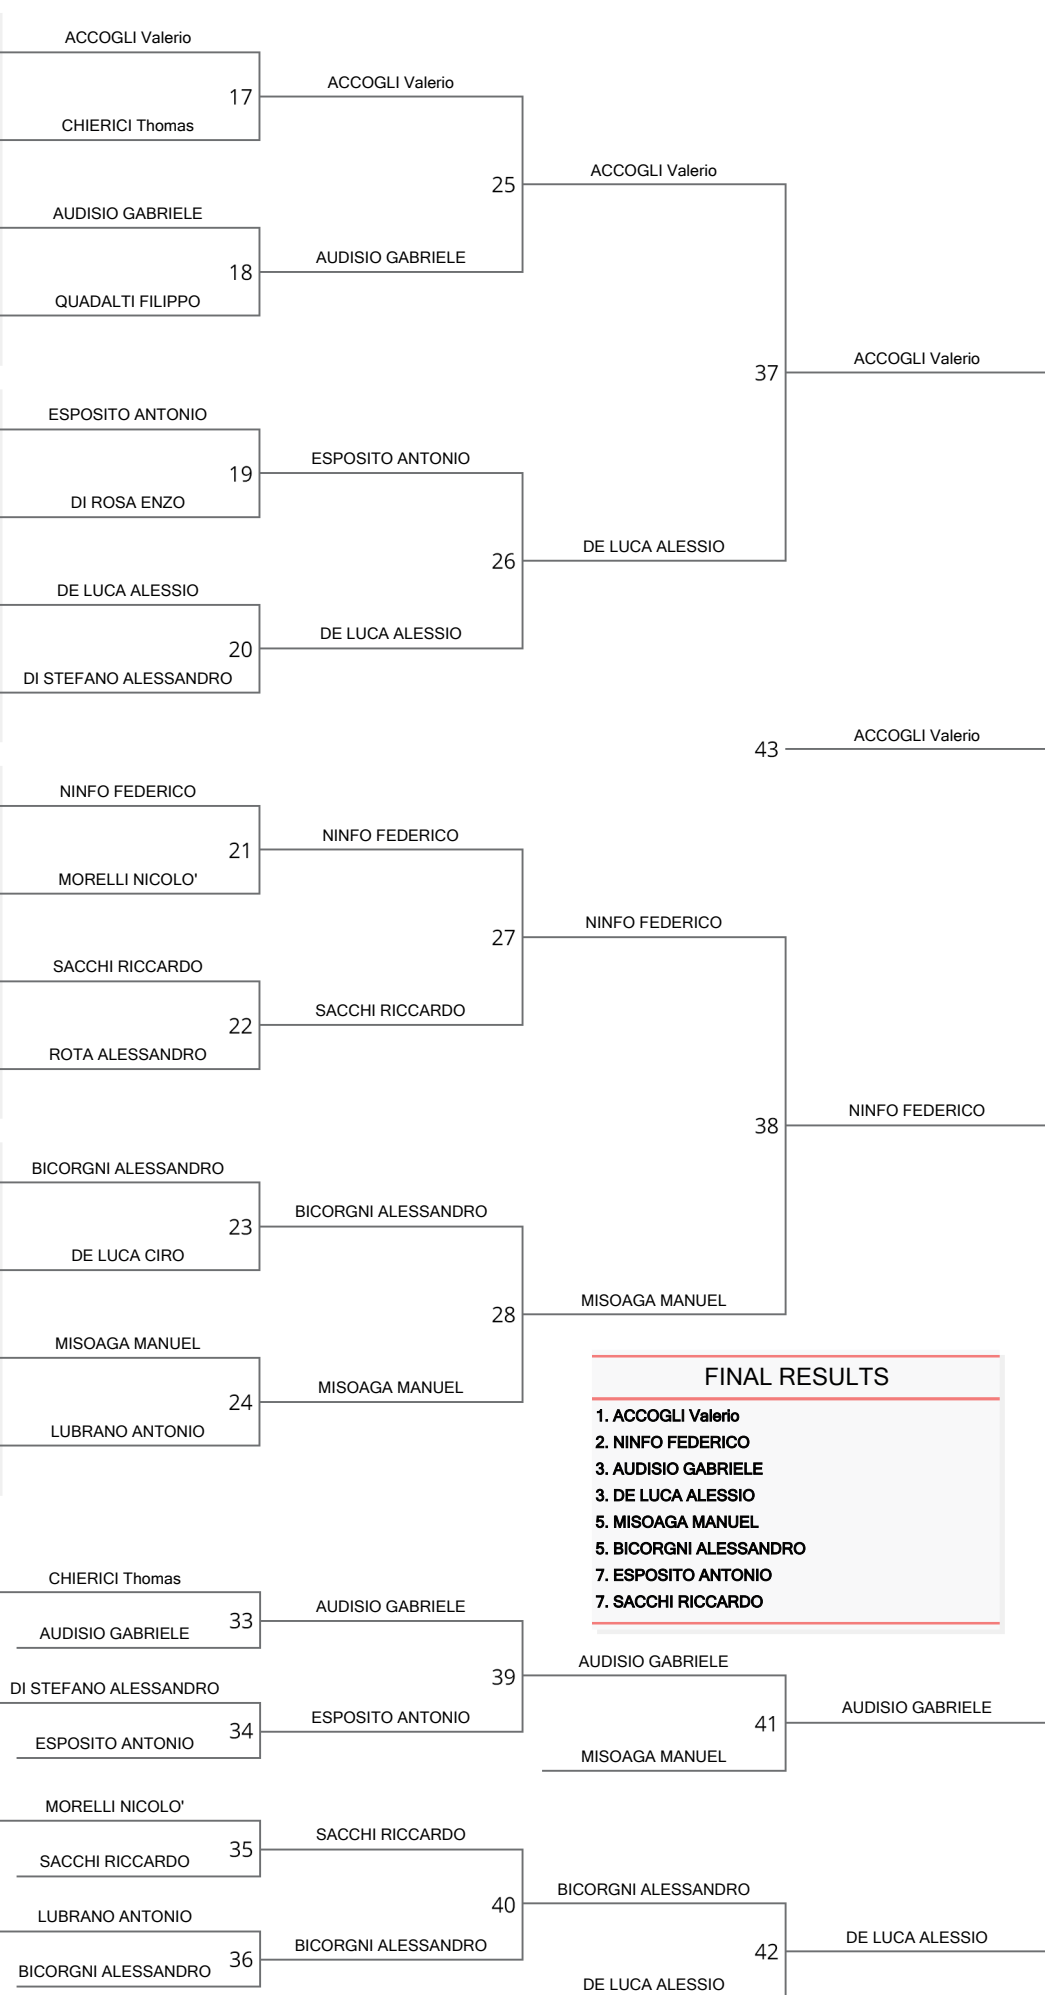 ACCOGLI Valerio
17
ACCOGLI Valerio
CHIERICI Thomas
25
ACCOGLI Valerio
AUDISIO GABRIELE
18
AUDISIO GABRIELE
QUADALTI FILIPPO
37
ACCOGLI Valerio
ESPOSITO ANTONIO
19
ESPOSITO ANTONIO
DI ROSA ENZO
26
DE LUCA ALESSIO
DE LUCA ALESSIO
20
DE LUCA ALESSIO
DI STEFANO ALESSANDRO
43
ACCOGLI Valerio
NINFO FEDERICO
21
NINFO FEDERICO
MORELLI NICOLO'
27
NINFO FEDERICO
SACCHI RICCARDO
22
SACCHI RICCARDO
ROTA ALESSANDRO
38
NINFO FEDERICO
BICORGNI ALESSANDRO
23
BICORGNI ALESSANDRO
DE LUCA CIRO
28
MISOAGA MANUEL
MISOAGA MANUEL
24
MISOAGA MANUEL
LUBRANO ANTONIO
FINAL RESULTS
1. ACCOGLI Valerio
2. NINFO FEDERICO
3. AUDISIO GABRIELE
3. DE LUCA ALESSIO
5. MISOAGA MANUEL
5. BICORGNI ALESSANDRO
7. ESPOSITO ANTONIO
7. SACCHI RICCARDO
CHIERICI Thomas
33
AUDISIO GABRIELE
AUDISIO GABRIELE
39
AUDISIO GABRIELE
DI STEFANO ALESSANDRO
34
ESPOSITO ANTONIO
ESPOSITO ANTONIO
41
AUDISIO GABRIELE
MISOAGA MANUEL
MORELLI NICOLO'
35
SACCHI RICCARDO
SACCHI RICCARDO
40
BICORGNI ALESSANDRO
LUBRANO ANTONIO
36
BICORGNI ALESSANDRO
BICORGNI ALESSANDRO
42
DE LUCA ALESSIO
DE LUCA ALESSIO